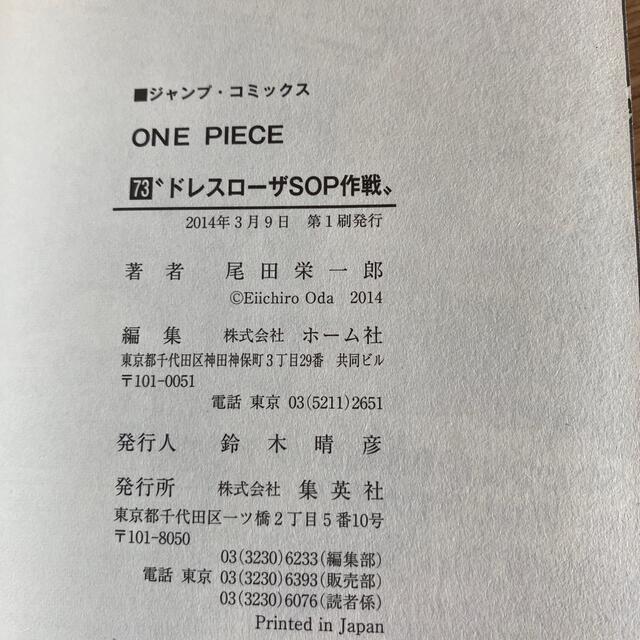 ■ジャンプ・コミックス
ONE PIECE
73〝ドレスローザSOP作戦〟
2014年3月9日 第1刷発行
著者 尾田栄一郎
©Eiichiro Oda 2014
編集 株式会社 ホーム社
東京都千代田区神田神保町3丁目29番 共同ビル
〒101-0051
電話 東京 03(5211)2651
発行人 鈴木晴彦
発行所 株式会社 集英社
東京都千代田区一ツ橋2丁目5番10号
〒101-8050
03(3230)6233(編集部)
電話 東京 03(3230)6393(販売部)
03(3230)6076(読者係)
Printed in Japan